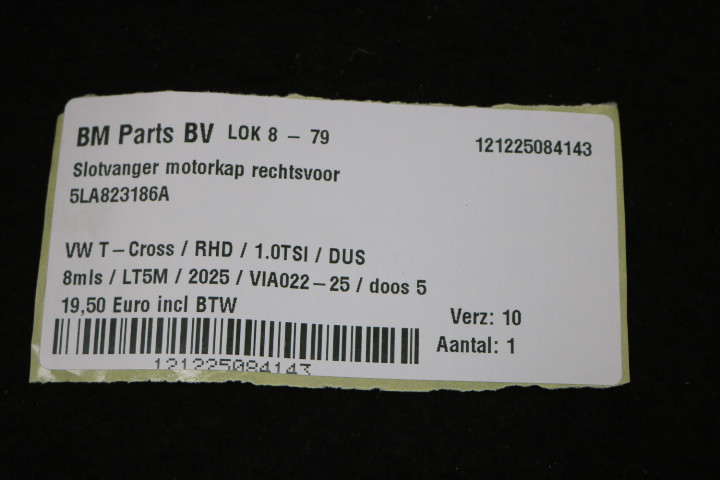 BM Parts BV LOK 8 - 79
121225084143
Slotvanger motorkap rechtsvoor
5LA823186A
VW T-Cross / RHD / 1.0TSI / DUS
8mls / LT5M / 2025 / VIA022-25 / doos 5
19,50 Euro incl BTW
Verz: 10
Aantal: 1
121225084143